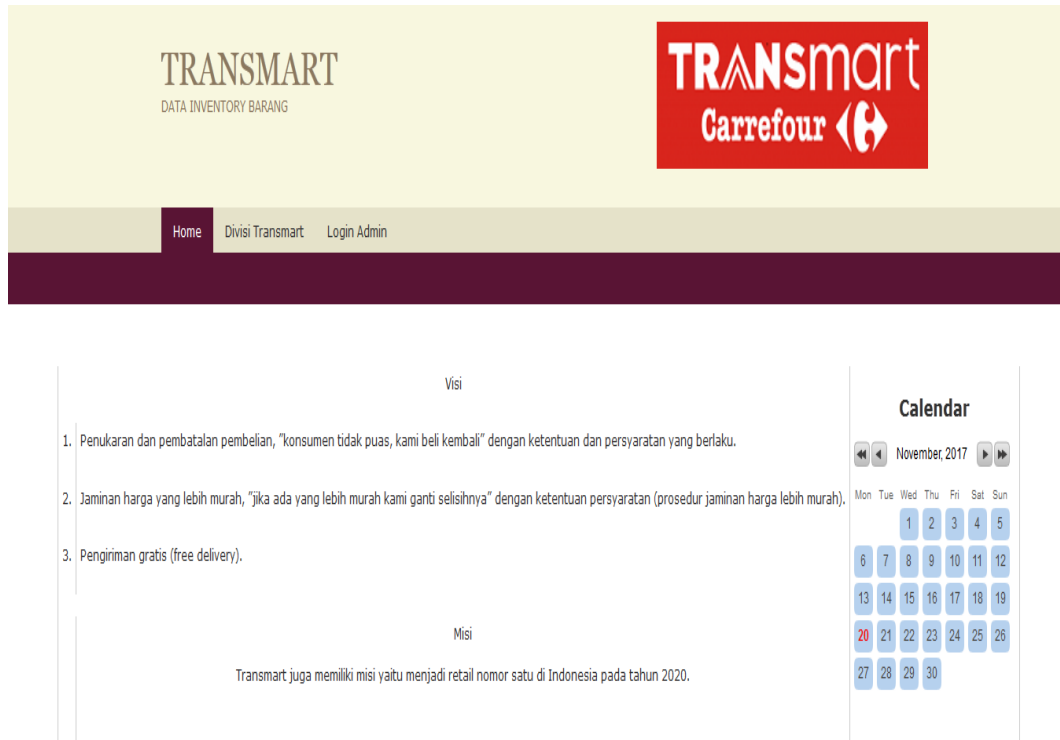 TRANSMART
DATA INVENTORY BARANG
TRANSmart
Carrefour
Home Divisi Transmart Login Admin
Visi
1. Penukaran dan pembatalan pembelian, "konsumen tidak puas, kami beli kembali" dengan ketentuan dan persyaratan yang berlaku.
2. Jaminan harga yang lebih murah, "jika ada yang lebih murah kami ganti selisihnya" dengan ketentuan persyaratan (prosedur jaminan harga lebih murah).
3. Pengiriman gratis (free delivery).
Misi
Transmart juga memiliki misi yaitu menjadi retail nomor satu di Indonesia pada tahun 2020.
Calendar
November, 2017
Mon Tue Wed Thu Fri Sat Sun
1 2 3 4 5
6 7 8 9 10 11 12
13 14 15 16 17 18 19
20 21 22 23 24 25 26
27 28 29 30